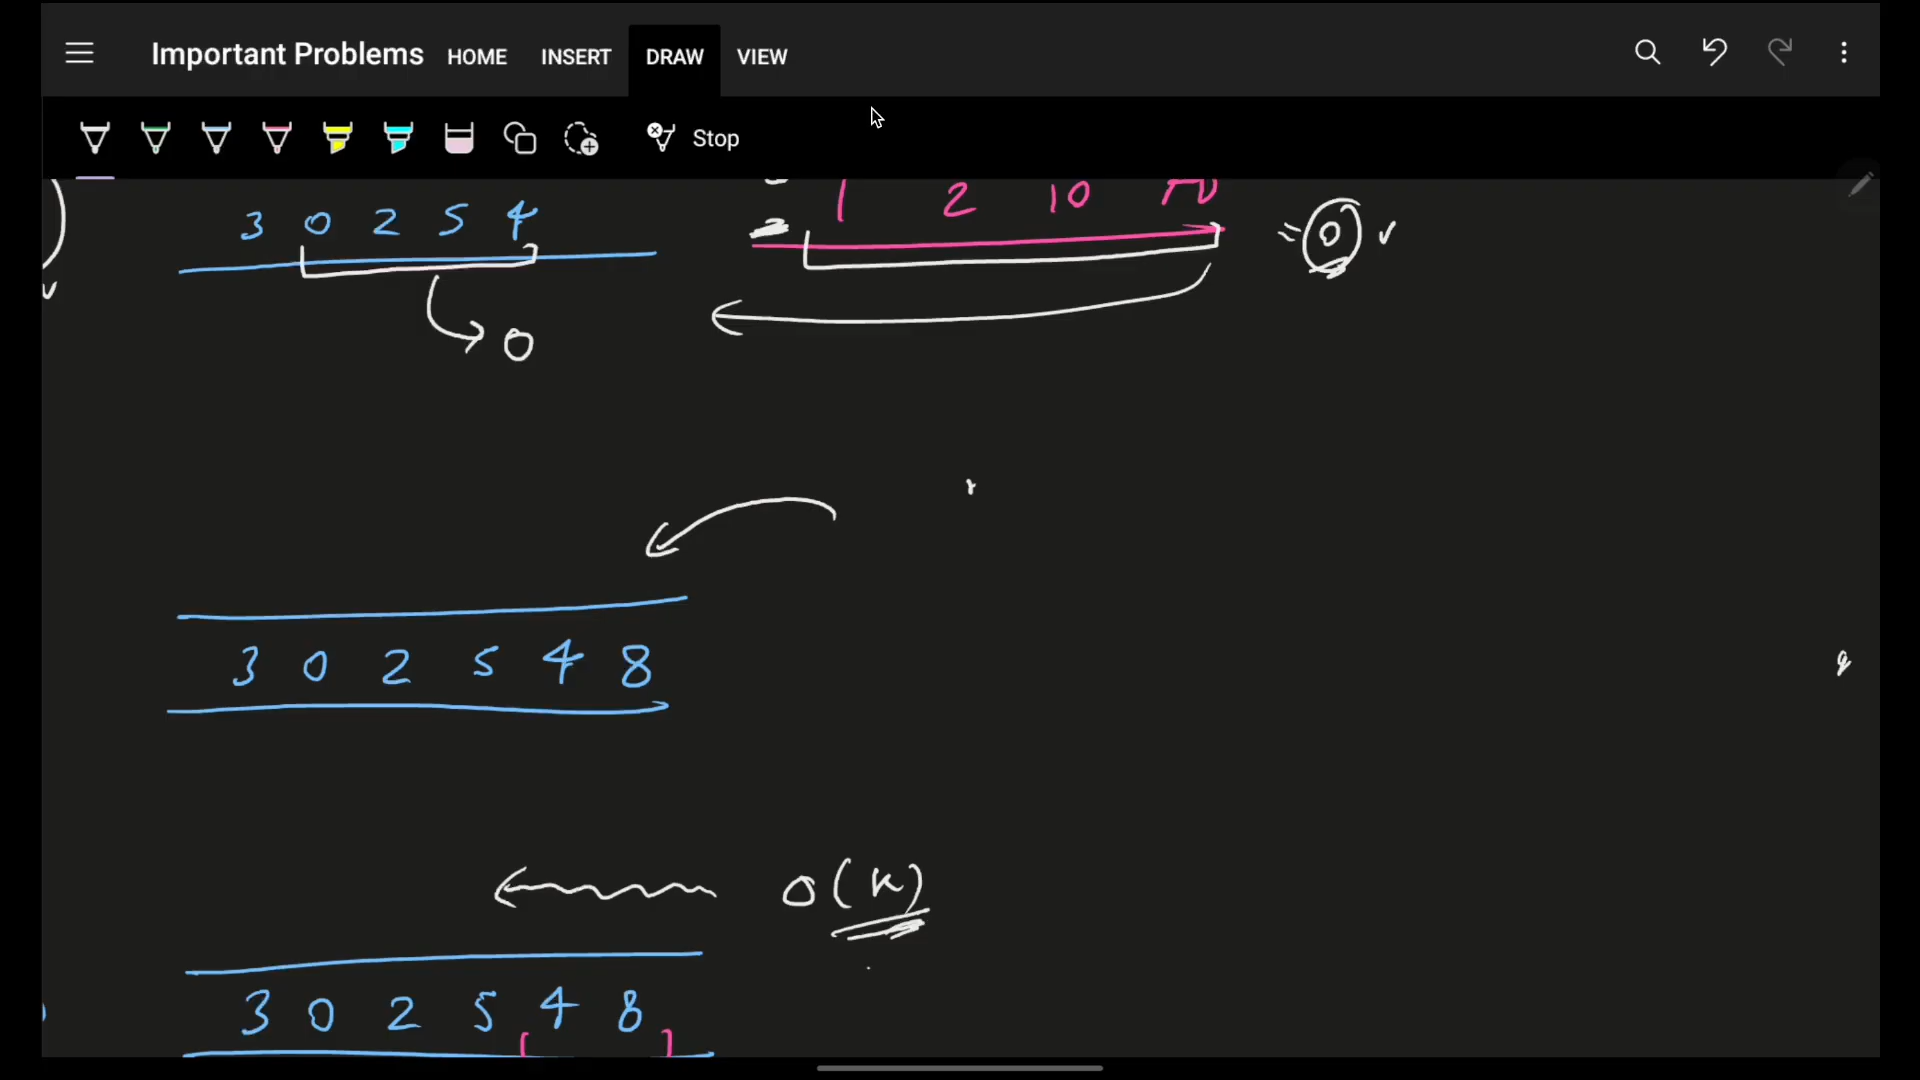 Important Problems HOME INSERT DRAW VIEW
Stop
3 0 2 5 4
1 2 10
0
0
3 0 2 5 4 8
O(K)
3 0 2 5 4 8